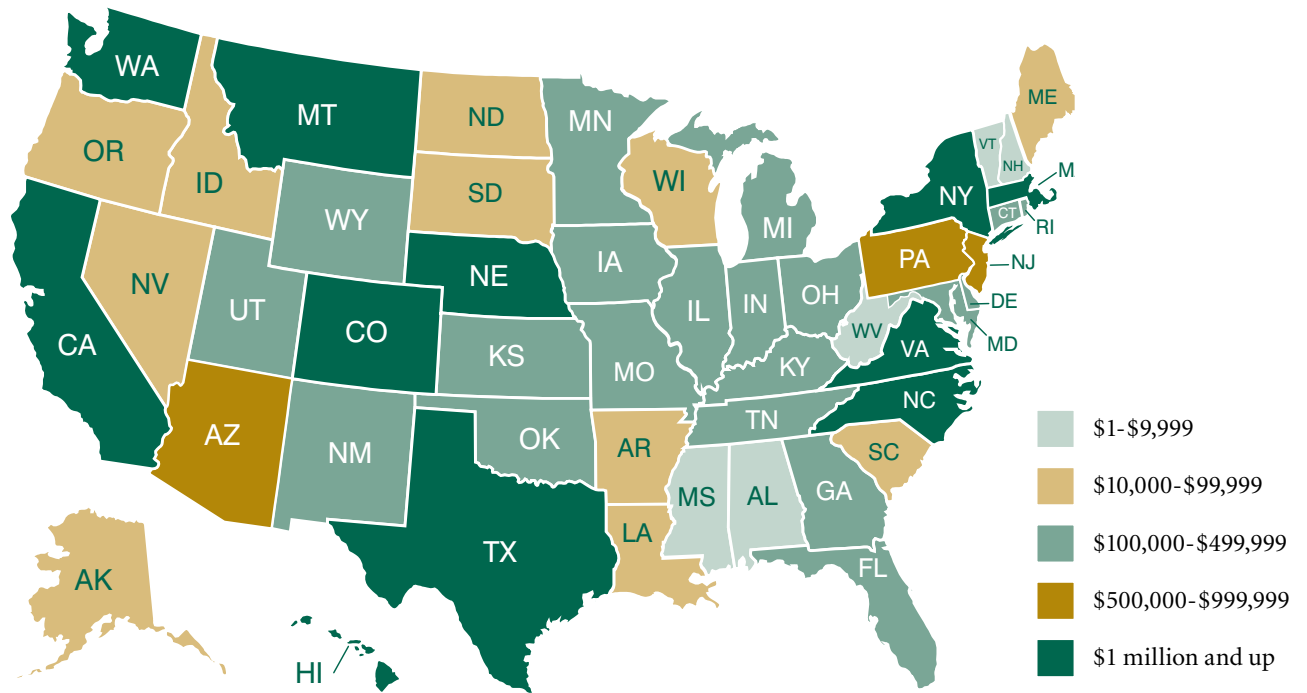 WA
MT
ND
MN
ME
OR
ID
SD
WI
VT
NH
M
WY
MI
NY
CT
RI
NV
UT
NE
IA
PA
NJ
CA
CO
IL
IN
OH
DE
MD
WV
VA
KS
MO
KY
NC
AZ
NM
OK
TN
AR
SC
MS
AL
GA
LA
TX
FL
AK
HI
$1-$9,999
$10,000-$99,999
$100,000-$499,999
$500,000-$999,999
$1 million and up